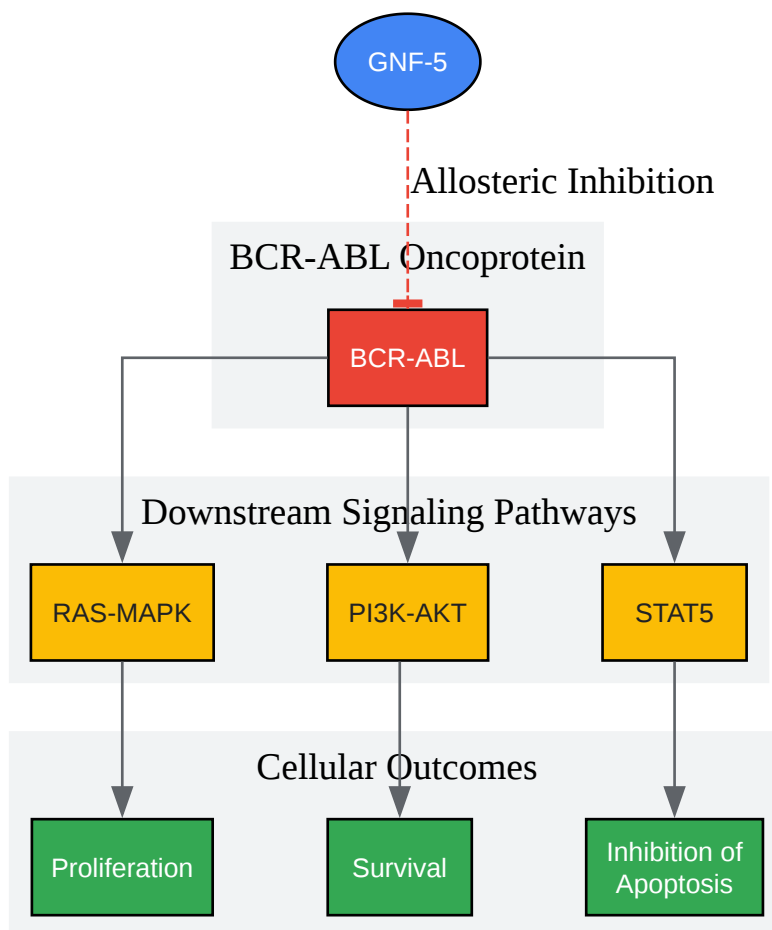 GNF-5
Allosteric Inhibition
BCR-ABL Oncoprotein
BCR-ABL
Downstream Signaling Pathways
RAS-MAPK
PI3K-AKT
STAT5
Cellular Outcomes
Proliferation
Survival
Inhibition of
Apoptosis